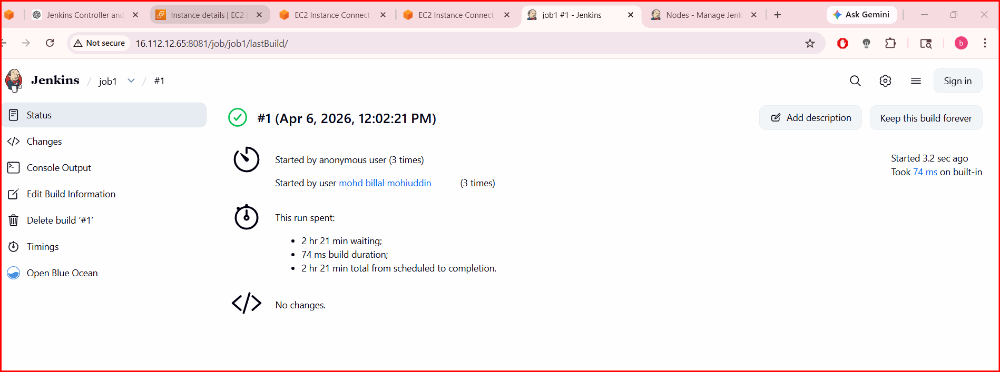 Jenkins Controller and
Instance details | EC2
EC2 Instance Connect
EC2 Instance Connect
job1 #1 - Jenkins
Nodes - Manage Jenk
Ask Gemini
Not secure
16.112.12.65:8081/job/job1/lastBuild/
b
Jenkins / job1 / #1
Sign in
Status
Changes
Console Output
Edit Build Information
Delete build ‘#1’
Timings
Open Blue Ocean
#1 (Apr 6, 2026, 12:02:21 PM)
Add description
Keep this build forever
Started by anonymous user (3 times)
Started by user mohd billal mohiuddin (3 times)
Started 3.2 sec ago
Took 74 ms on built-in
This run spent:
• 2 hr 21 min waiting;
• 74 ms build duration;
• 2 hr 21 min total from scheduled to completion.
</> No changes.